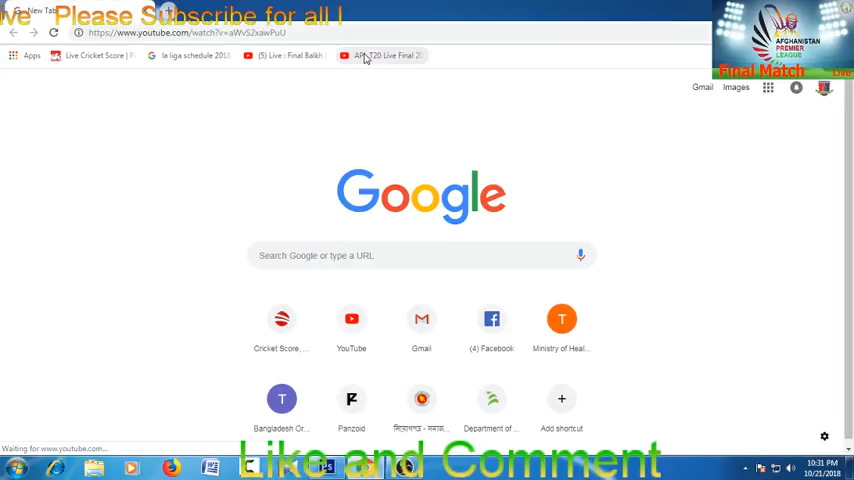 ve Please Subscribe for all l
New Tab
https://www.youtube.com/watch?v=aWvS2xawPuU
Apps Live Cricket Score | P la liga schedule 2018 (5) Live : Final Balkh T20 Live Final 20
AFGHANISTAN
PREMIER
LEAGUE
Final Match Live
Gmail Images
Google
Search Google or type a URL
Cricket Score, ... YouTube Gmail (4) Facebook Ministry of Heal...
T
Bangladesh Or... Panzoid নিয়োগপত্র - সমাজ... Department of ... Add shortcut
T
Waiting for www.youtube.com...
Like and Comment
10:31 PM
10/21/2018